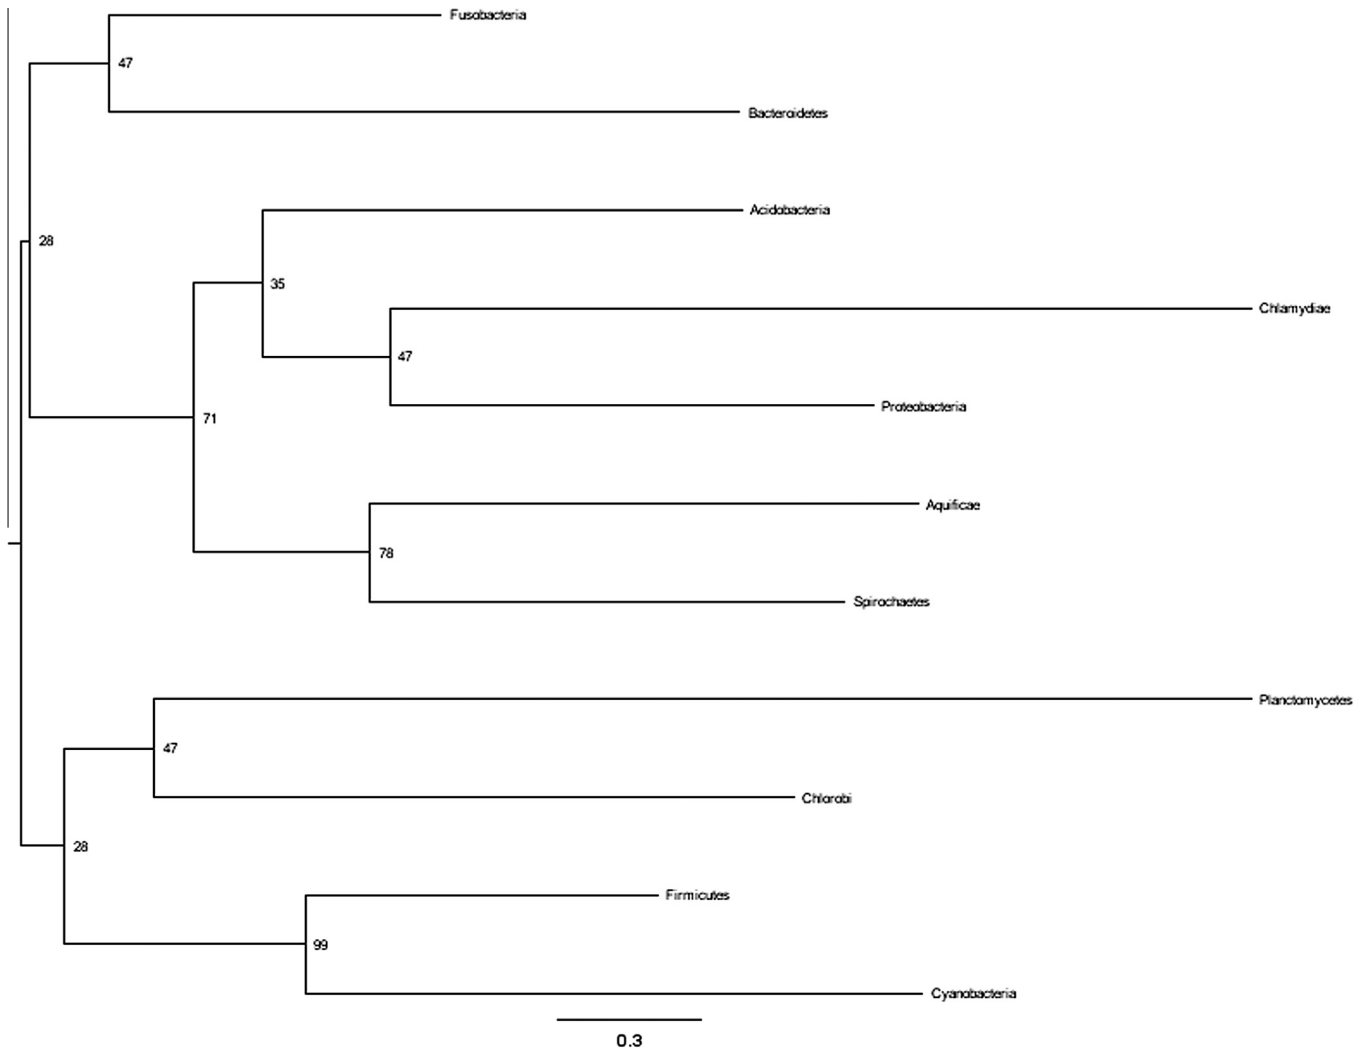 Fusobacteria
47
Bacteroidetes
Acidobacteria
28
35
Chlamydiae
47
Proteobacteria
71
Aquificae
78
Spirochaetes
Planctomycetes
47
Chlorobi
28
Firmicutes
99
Cyanobacteria
0.3